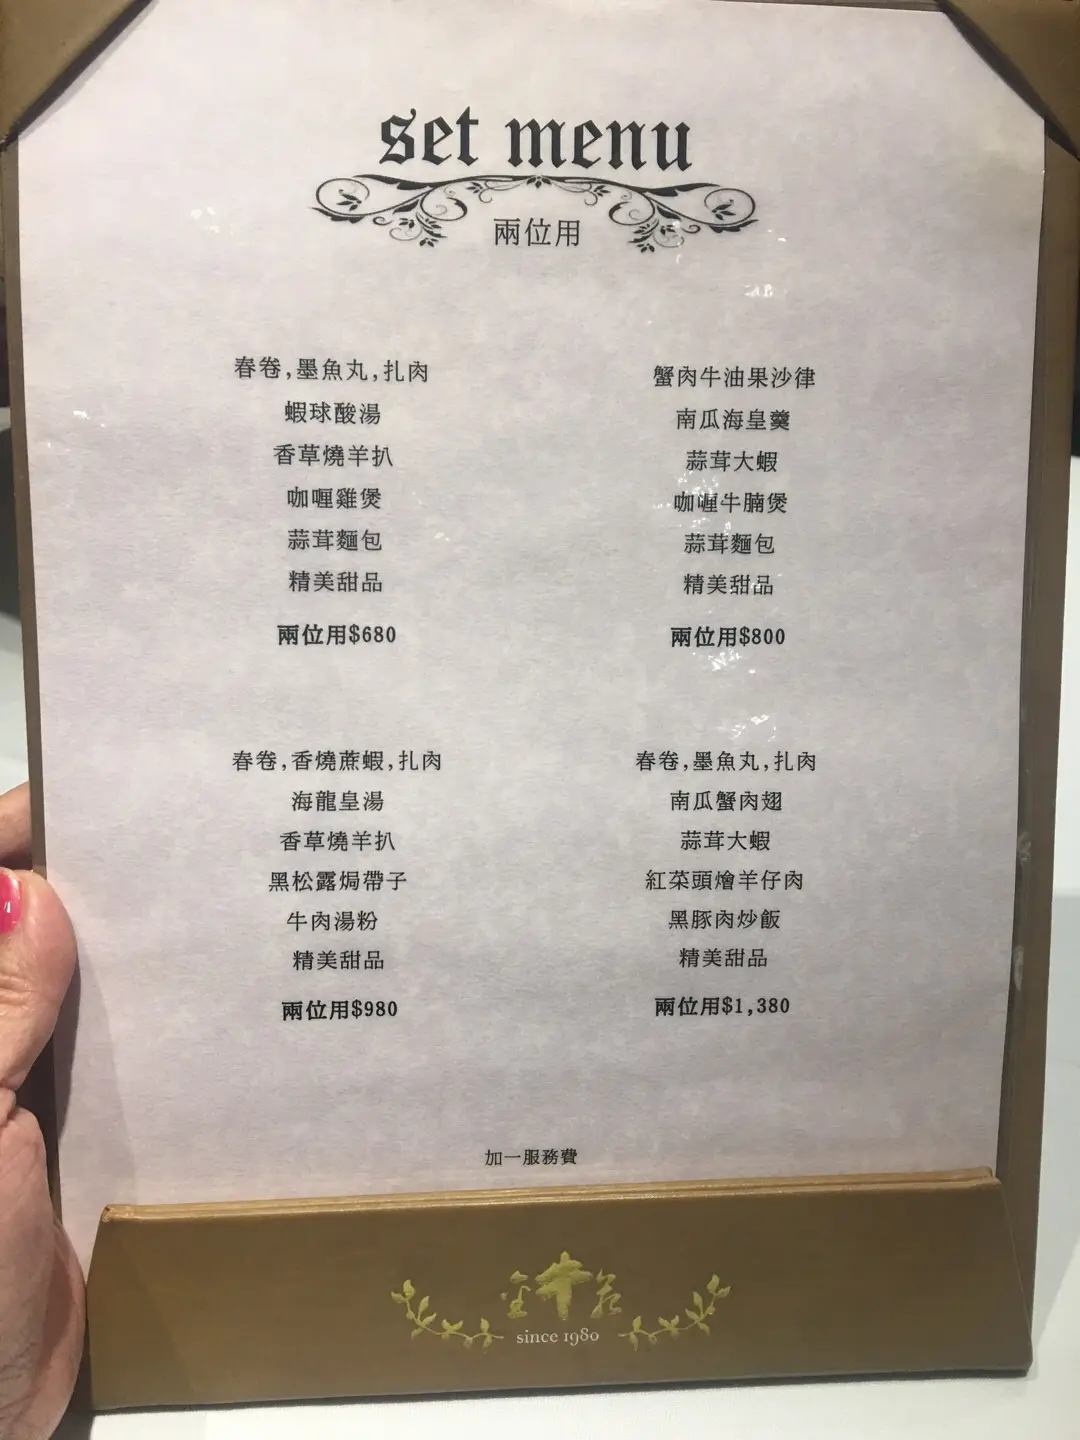 set menu
兩位用
春卷,墨魚丸,扎肉
蝦球酸湯
香草燒羊扒
咖喱雞煲
蒜茸麵包
精美甜品
兩位用$680
蟹肉牛油果沙律
南瓜海皇羹
蒜茸大蝦
咖喱牛腩煲
蒜茸麵包
精美甜品
兩位用$800
春卷,香燒蔗蝦,扎肉
海龍皇湯
香草燒羊扒
黑松露焗帶子
牛肉湯粉
精美甜品
兩位用$980
春卷,墨魚丸,扎肉
南瓜蟹肉翅
蒜茸大蝦
紅菜頭燴羊仔肉
黑豚肉炒飯
精美甜品
兩位用$1,380
加一服務費
金牛苑
since 1980